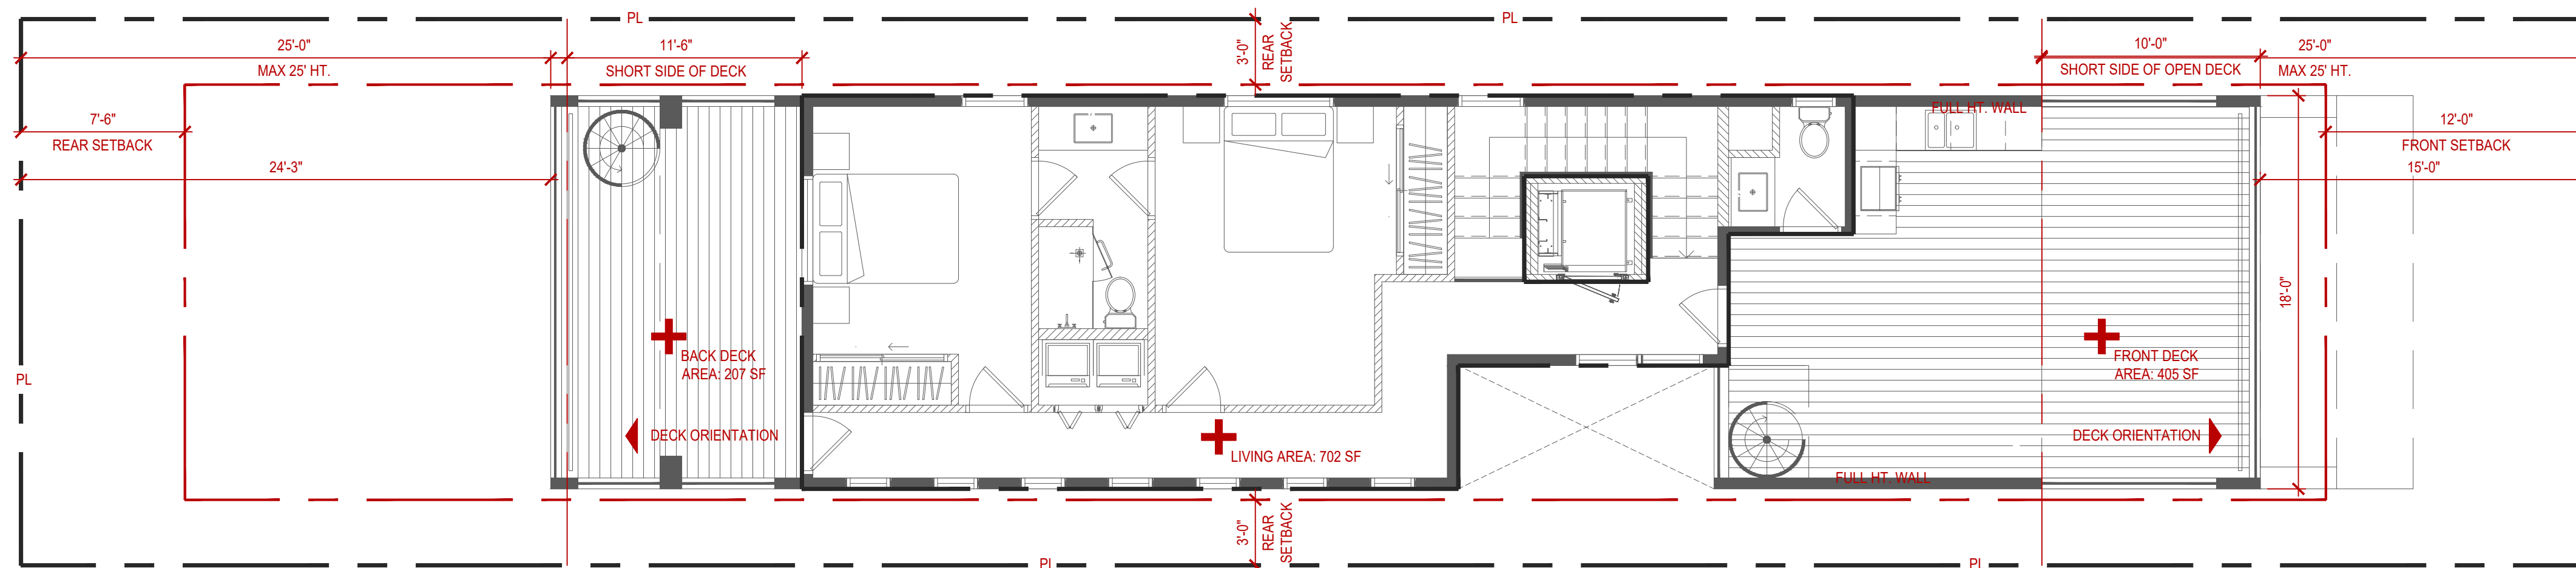 PL
PL
25'-0"
MAX 25' HT.
11'-6"
SHORT SIDE OF DECK
3'-0"
REAR
SETBACK
10'-0"
SHORT SIDE OF OPEN DECK
25'-0"
MAX 25' HT.
7'-6"
REAR SETBACK
24'-3"
FULL HT. WALL
12'-0"
FRONT SETBACK
15'-0"
18'-0"
PL
BACK DECK
AREA: 207 SF
DECK ORIENTATION
LIVING AREA: 702 SF
FRONT DECK
AREA: 405 SF
DECK ORIENTATION
FULL HT. WALL
3'-0"
REAR
SETBACK
PL
PL